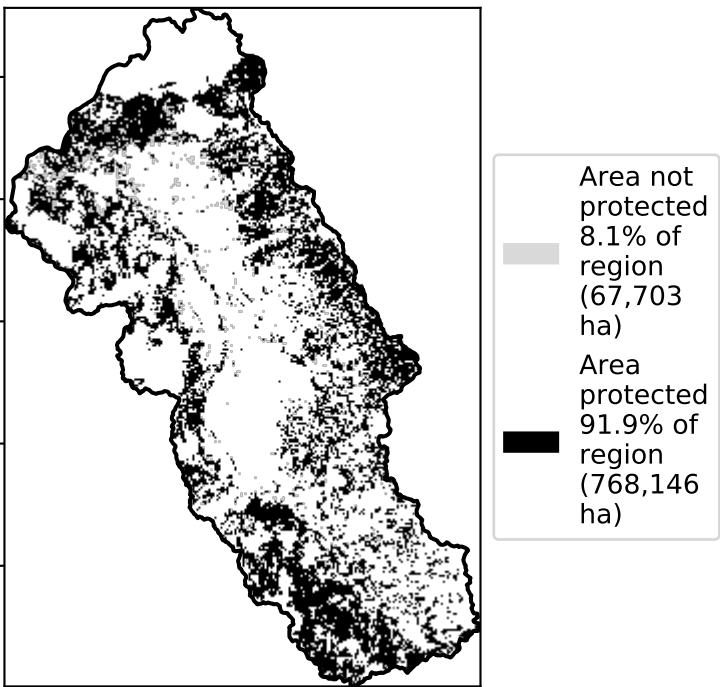 Area not
protected
8.1% of
region
(67,703
ha)
Area
protected
91.9% of
region
(768,146
ha)